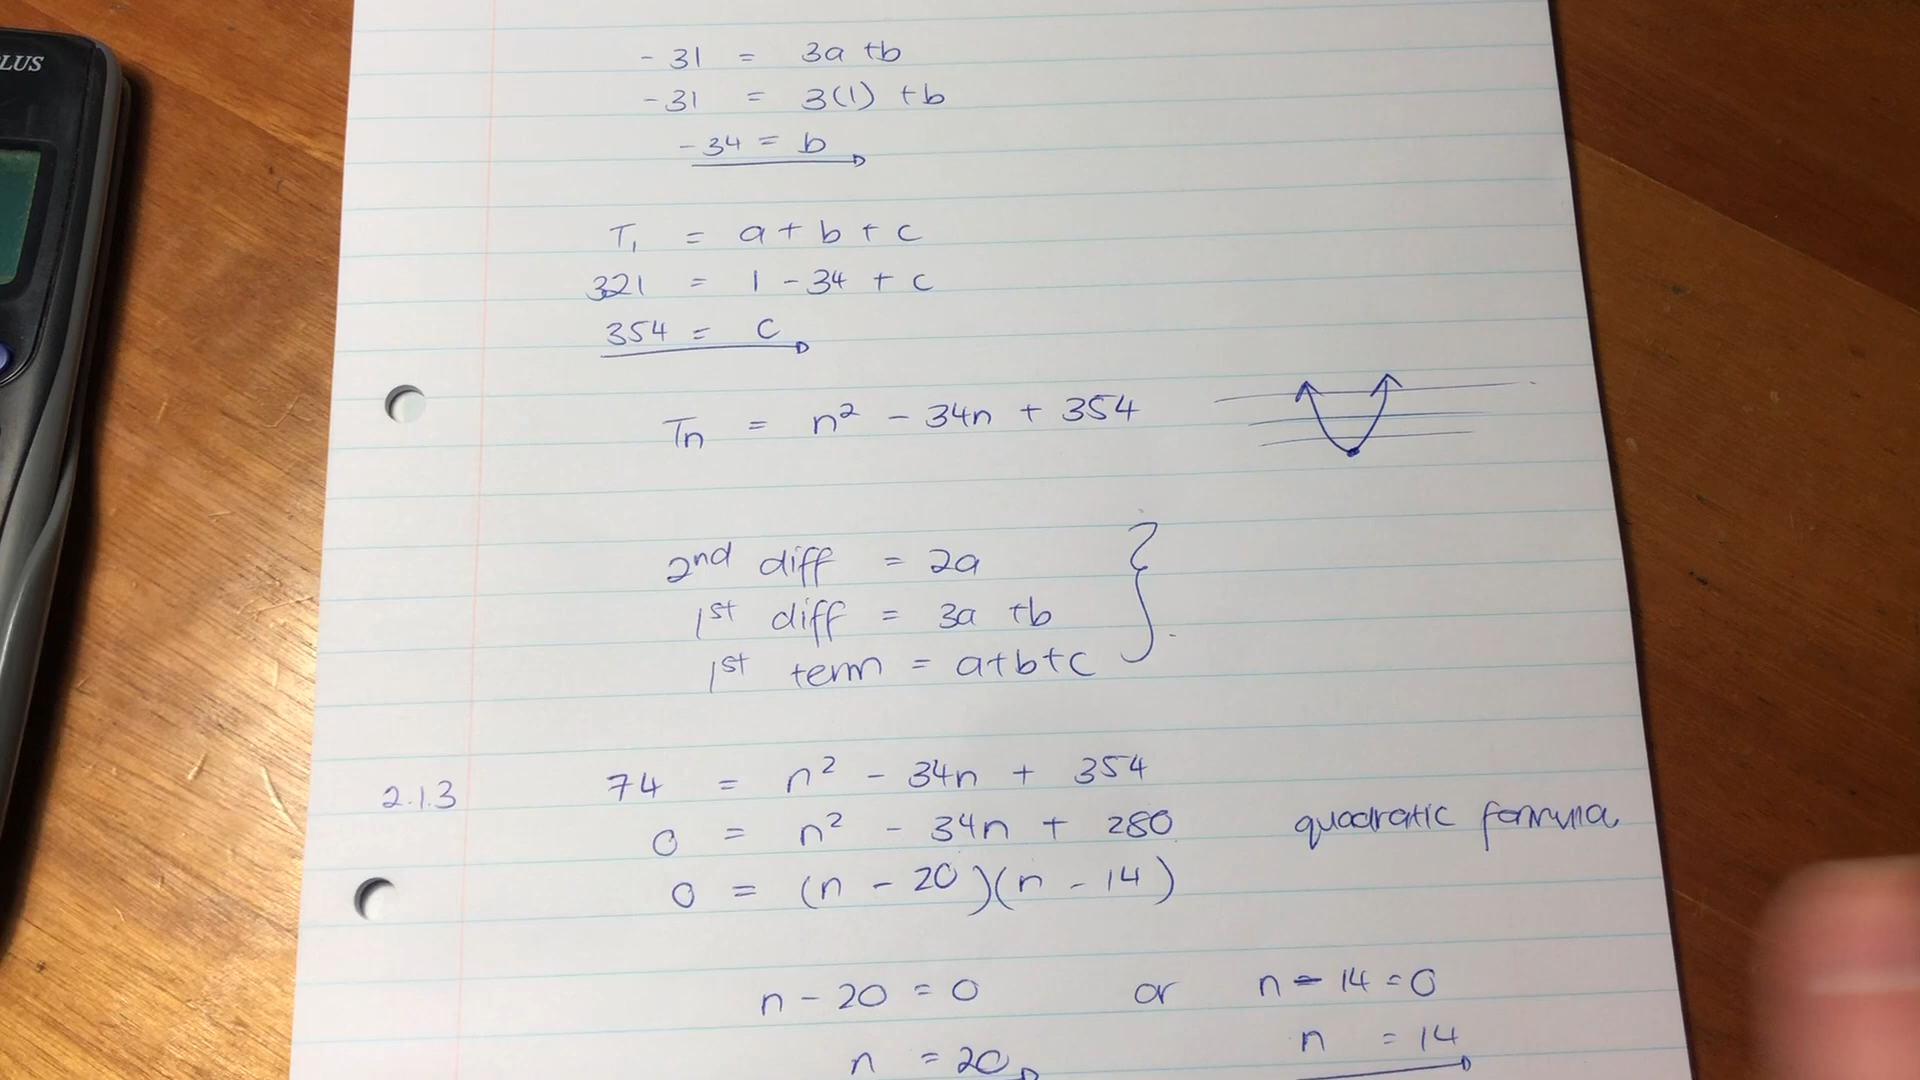 LUS
-31 = 3a +b
-31 = 3(1) +b
-34 = b
T₁ = a + b + c
321 = 1 - 34 + c
354 = c
Tn = n² - 34n + 354
2nd diff = 2a
1st diff = 3a +b
1st term = a+b+c
2.1.3 74 = n² - 34n + 354
0 = n² - 34n + 280 quadratic formula
0 = (n - 20)(n - 14)
n - 20 = 0 or n - 14 = 0
n = 20 n = 14